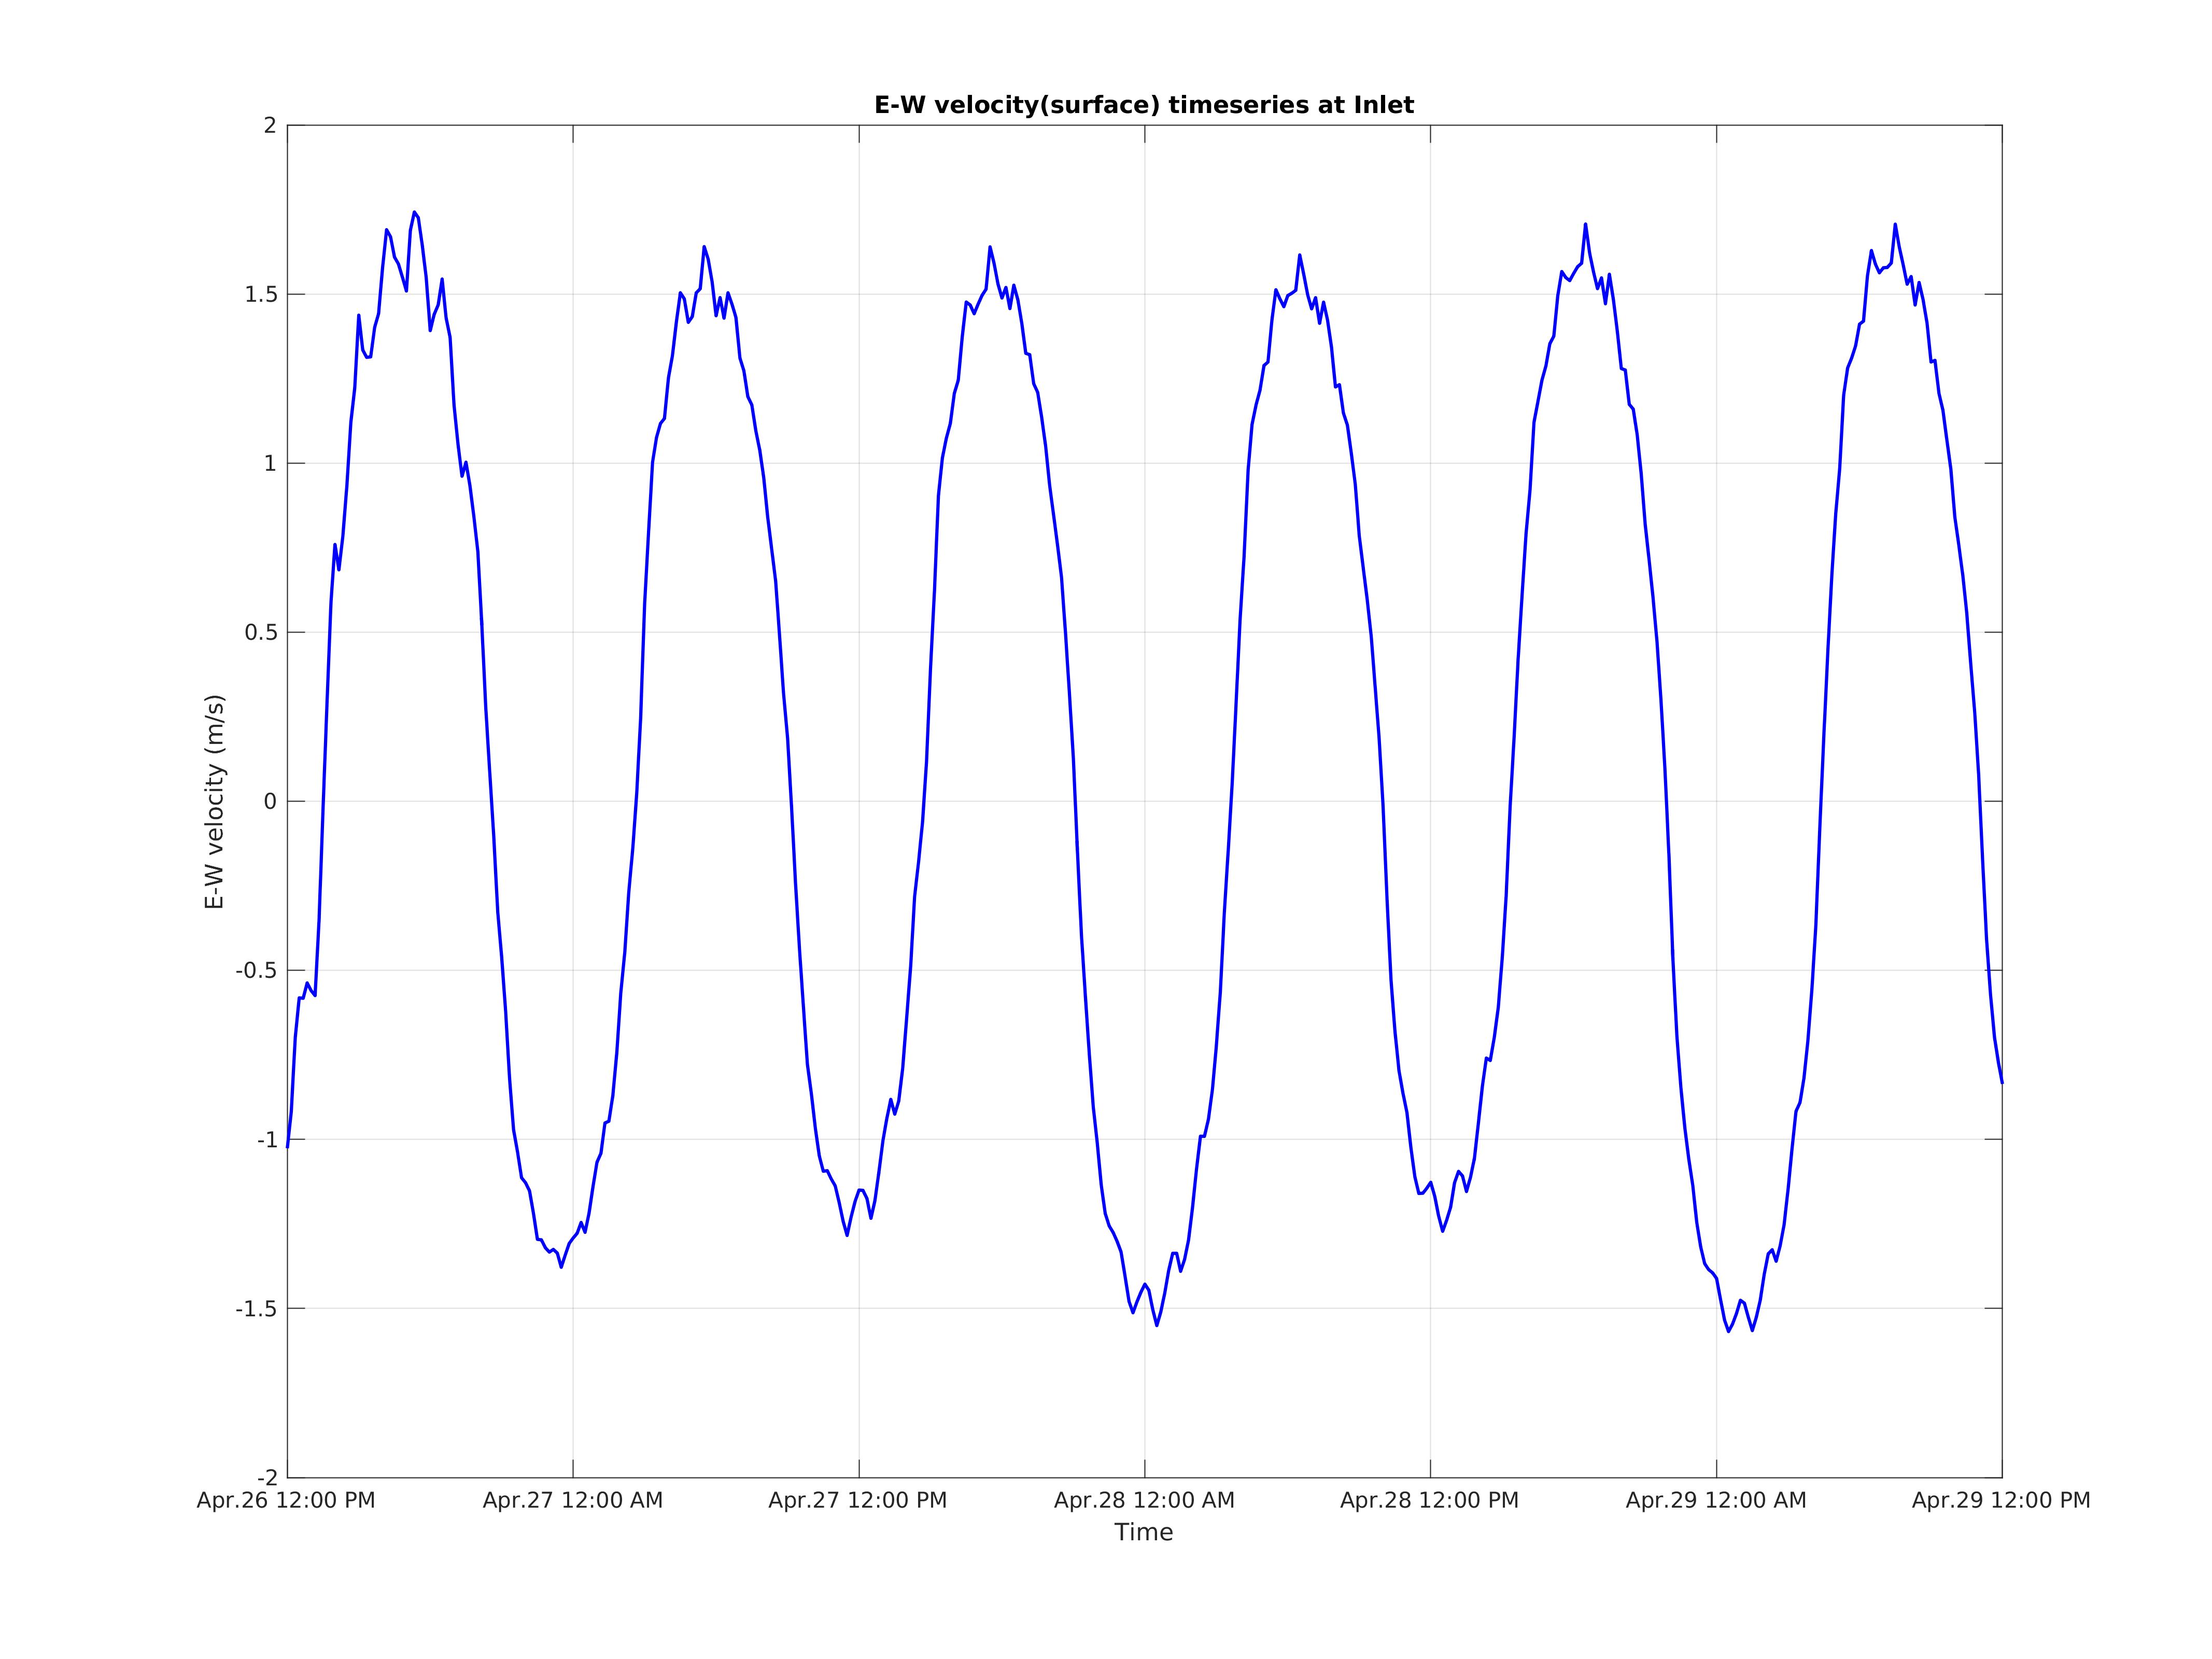 E-W velocity(surface) timeseries at Inlet
2
1.5
1
0.5
0
-0.5
-1
-1.5
-2
E-W velocity (m/s)
Apr.26 12:00 PM Apr.27 12:00 AM Apr.27 12:00 PM Apr.28 12:00 AM Apr.28 12:00 PM Apr.29 12:00 AM Apr.29 12:00 PM
Time